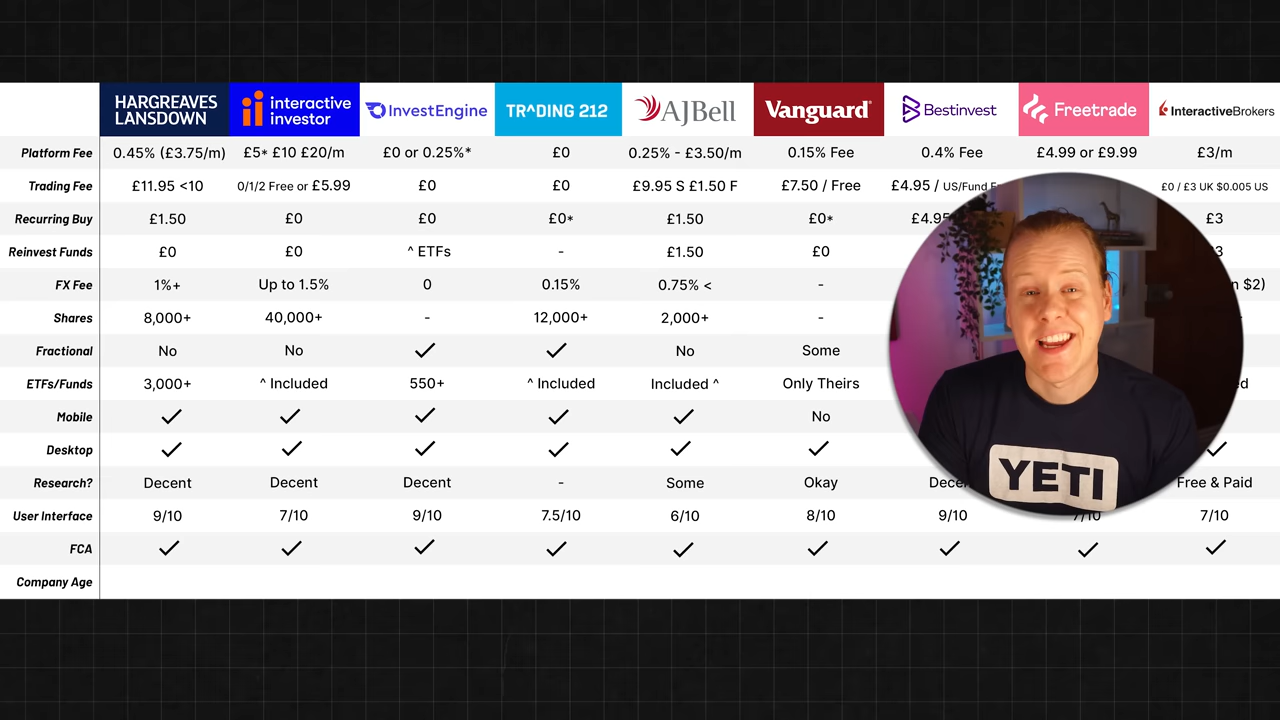 HARGREAVES LANSDOWN interactive investor InvestEngine TR^DING 212 AJBell Vanguard® Bestinvest Freetrade InteractiveBrokers
Platform Fee 0.45% (£3.75/m) £5* £10 £20/m £0 or 0.25%* £0 0.25% - £3.50/m 0.15% Fee 0.4% Fee £4.99 or £9.99 £3/m
Trading Fee £11.95 <10 0/1/2 Free or £5.99 £0 £0 £9.95 S £1.50 F £7.50 / Free £4.95 / US/Fund £0 / £3 UK $0.005 US
Recurring Buy £1.50 £0 £0 £0* £1.50 £0* £4.95 £3
Reinvest Funds £0 £0 ^ ETFs - £1.50 £0
FX Fee 1%+ Up to 1.5% 0 0.15% 0.75% < - $2)
Shares 8,000+ 40,000+ - 12,000+ 2,000+ -
Fractional No No ✓ ✓ No Some
ETFs/Funds 3,000+ ^ Included 550+ ^ Included Included ^ Only Theirs
Mobile ✓ ✓ ✓ ✓ ✓ No
Desktop ✓ ✓ ✓ ✓ ✓ ✓ ✓
Research? Decent Decent Decent - Some Okay Free & Paid
User Interface 9/10 7/10 9/10 7.5/10 6/10 8/10 9/10 7/10 7/10
FCA ✓ ✓ ✓ ✓ ✓ ✓ ✓ ✓ ✓
Company Age
YETI